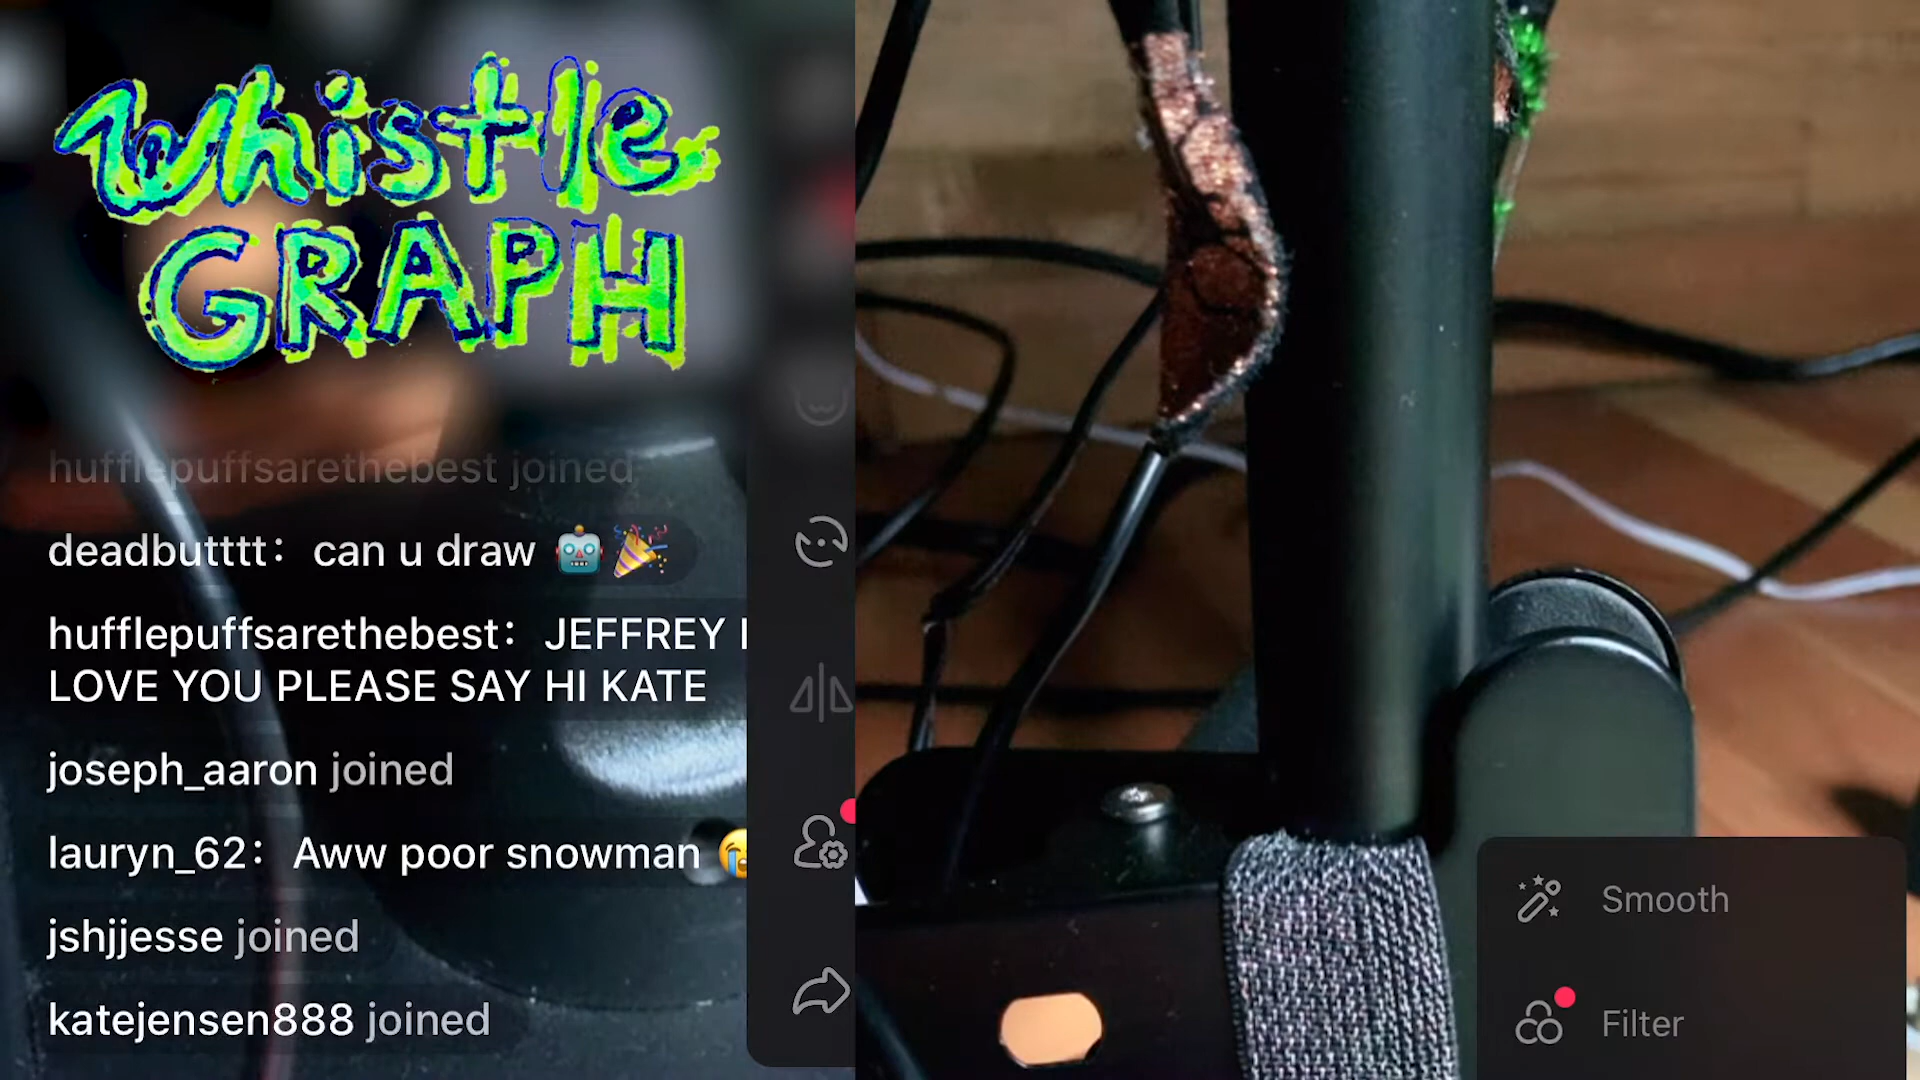 Whistle
GRAPH
hufflepuffsarethebest joined
deadbutttt: can u draw 🤖 🎉
hufflepuffsarethebest: JEFFREY I
LOVE YOU PLEASE SAY HI KATE
joseph_aaron joined
lauryn_62: Aww poor snowman 😭
jshjjesse joined
katejensen888 joined
Smooth
Filter